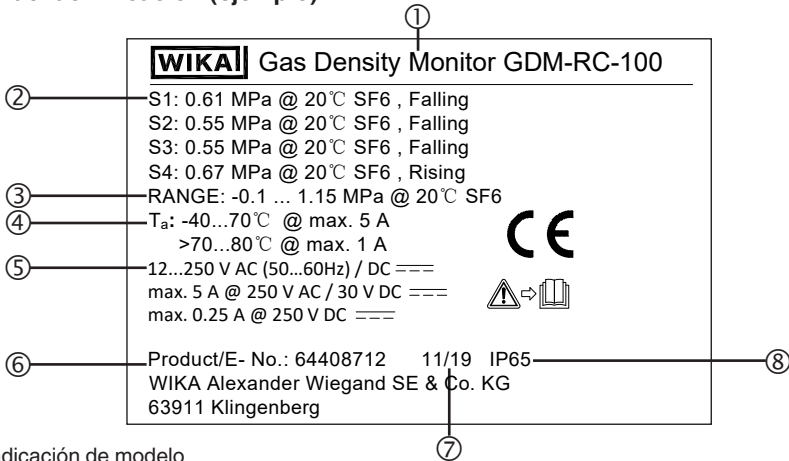 ①
WIKA Gas Density Monitor GDM-RC-100
② S1: 0.61 MPa @ 20℃ SF6 , Falling
S2: 0.55 MPa @ 20℃ SF6 , Falling
S3: 0.55 MPa @ 20℃ SF6 , Falling
S4: 0.67 MPa @ 20℃ SF6 , Rising
③ RANGE: -0.1 ... 1.15 MPa @ 20℃ SF6
④ Ta: -40...70℃ @ max. 5 A
>70...80℃ @ max. 1 A
CE
⑤ 12...250 V AC (50...60Hz) / DC
max. 5 A @ 250 V AC / 30 V DC
max. 0.25 A @ 250 V DC
⑥ Product/E- No.: 64408712 11/19 IP65 ⑧
WIKA Alexander Wiegand SE & Co. KG
63911 Klingenberg
⑦
dicación de modelo